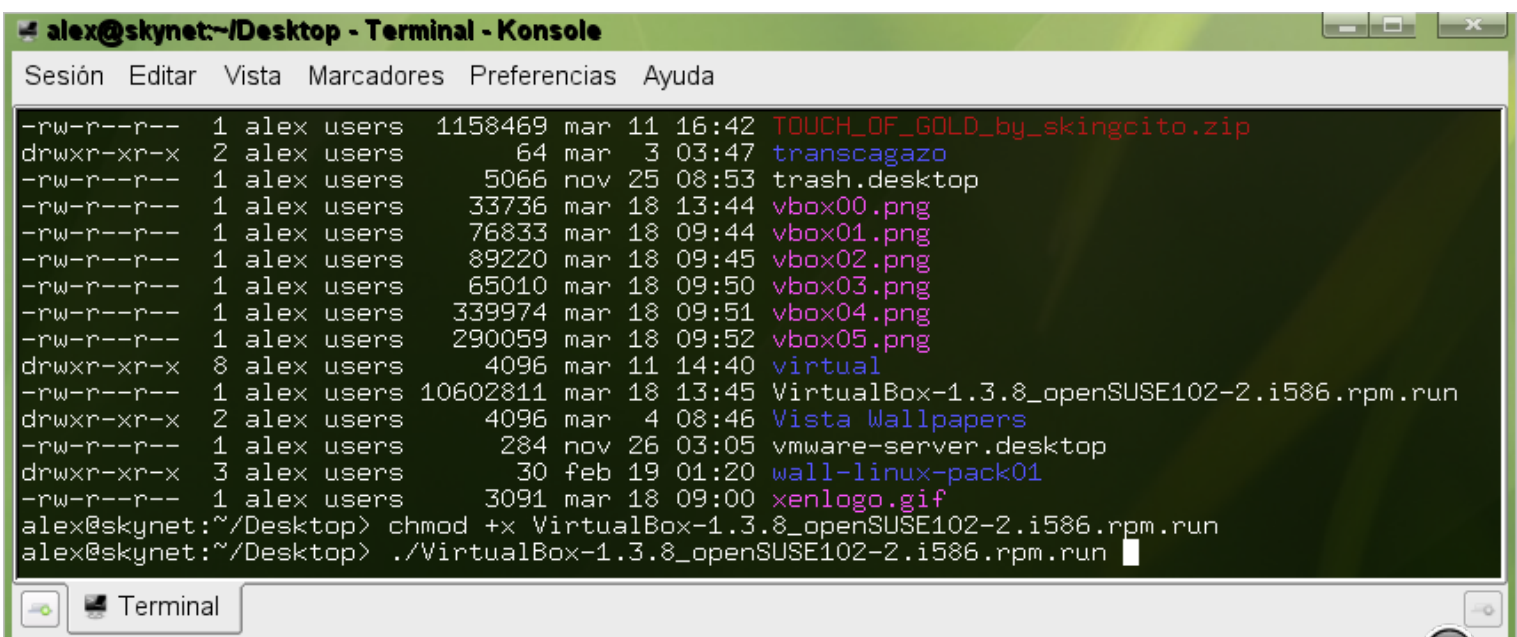 alex@skynet:~/Desktop - Terminal - Konsole
Sesión Editar Vista Marcadores Preferencias Ayuda
-rw-r--r-- 1 alex users 1158469 mar 11 16:42 TOUCH_OF_GOLD_by_skingcito.zip
drwxr-xr-x 2 alex users 64 mar 3 03:47 transcagazo
-rw-r--r-- 1 alex users 5066 nov 25 08:53 trash.desktop
-rw-r--r-- 1 alex users 33736 mar 18 13:44 vbox00.png
-rw-r--r-- 1 alex users 76833 mar 18 09:44 vbox01.png
-rw-r--r-- 1 alex users 89220 mar 18 09:45 vbox02.png
-rw-r--r-- 1 alex users 65010 mar 18 09:50 vbox03.png
-rw-r--r-- 1 alex users 339974 mar 18 09:51 vbox04.png
-rw-r--r-- 1 alex users 290059 mar 18 09:52 vbox05.png
drwxr-xr-x 8 alex users 4096 mar 11 14:40 virtual
-rw-r--r-- 1 alex users 10602811 mar 18 13:45 VirtualBox-1.3.8_openSUSE102-2.i586.rpm.run
drwxr-xr-x 2 alex users 4096 mar 4 08:46 Vista Wallpapers
-rw-r--r-- 1 alex users 284 nov 26 03:05 vmware-server.desktop
drwxr-xr-x 3 alex users 30 feb 19 01:20 wall-linux-pack01
-rw-r--r-- 1 alex users 3091 mar 18 09:00 xenlogo.gif
alex@skynet:~/Desktop> chmod +x VirtualBox-1.3.8_openSUSE102-2.i586.rpm.run
alex@skynet:~/Desktop> ./VirtualBox-1.3.8_openSUSE102-2.i586.rpm.run
Terminal